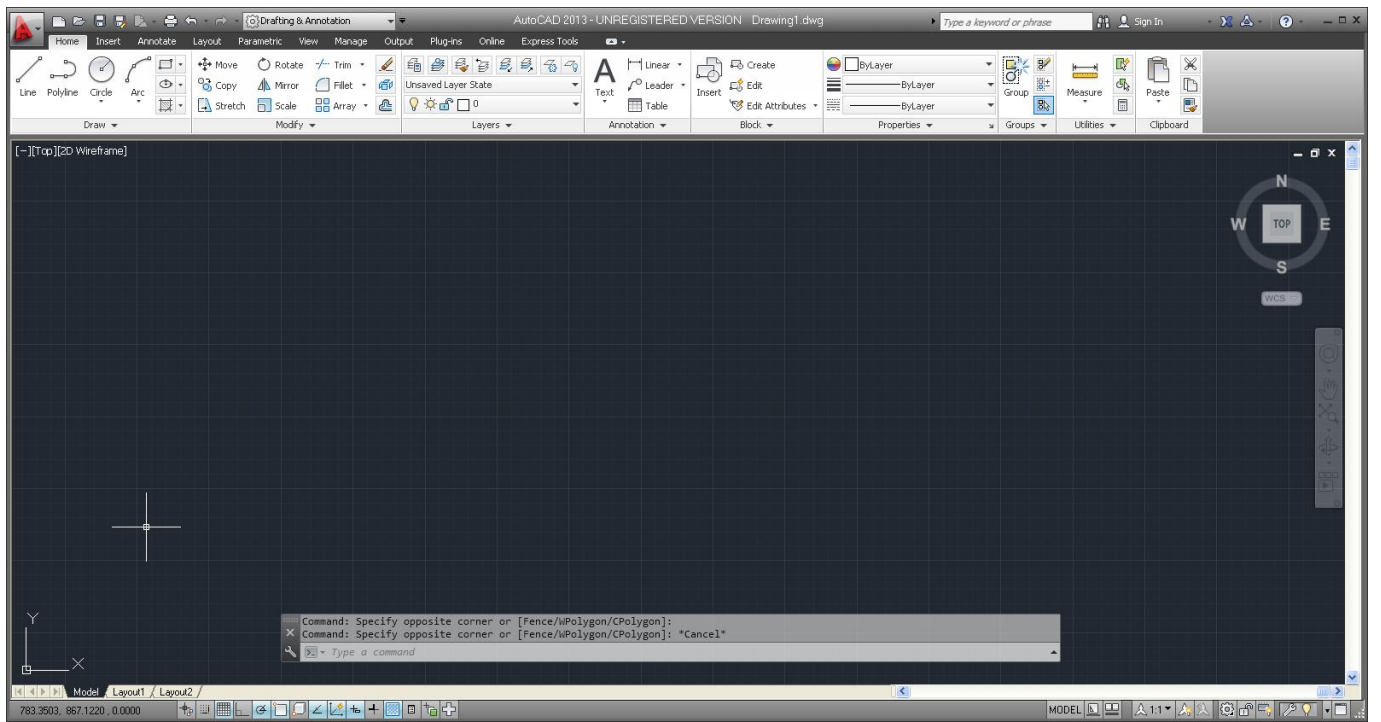 Drafting & Annotation
AutoCAD 2013 - UNREGISTERED VERSION Drawing1.dwg
Type a keyword or phrase
Sign In
Home Insert Annotate Layout Parametric View Manage Output Plug-ins Online Express Tools
Move Rotate Trim
Unsaved Layer State
Linear
Create
ByLayer
Line Polyline Circle Arc
Copy Mirror Fillet
Text
Leader
Insert
Edit
ByLayer
Group
Measure
Paste
Stretch Scale Array
0
Table
Edit Attributes
ByLayer
Draw Modify Layers Annotation Block Properties Groups Utilities Clipboard
[-][Top][2D Wireframe]
N
W TOP E
S
WCS
Y
X
Command: Specify opposite corner or [Fence/WPolygon/CPolygon]:
Command: Specify opposite corner or [Fence/WPolygon/CPolygon]: *Cancel*
Type a command
Model Layout1 Layout2
783.3503, 867.1220, 0.0000
MODEL
1:1